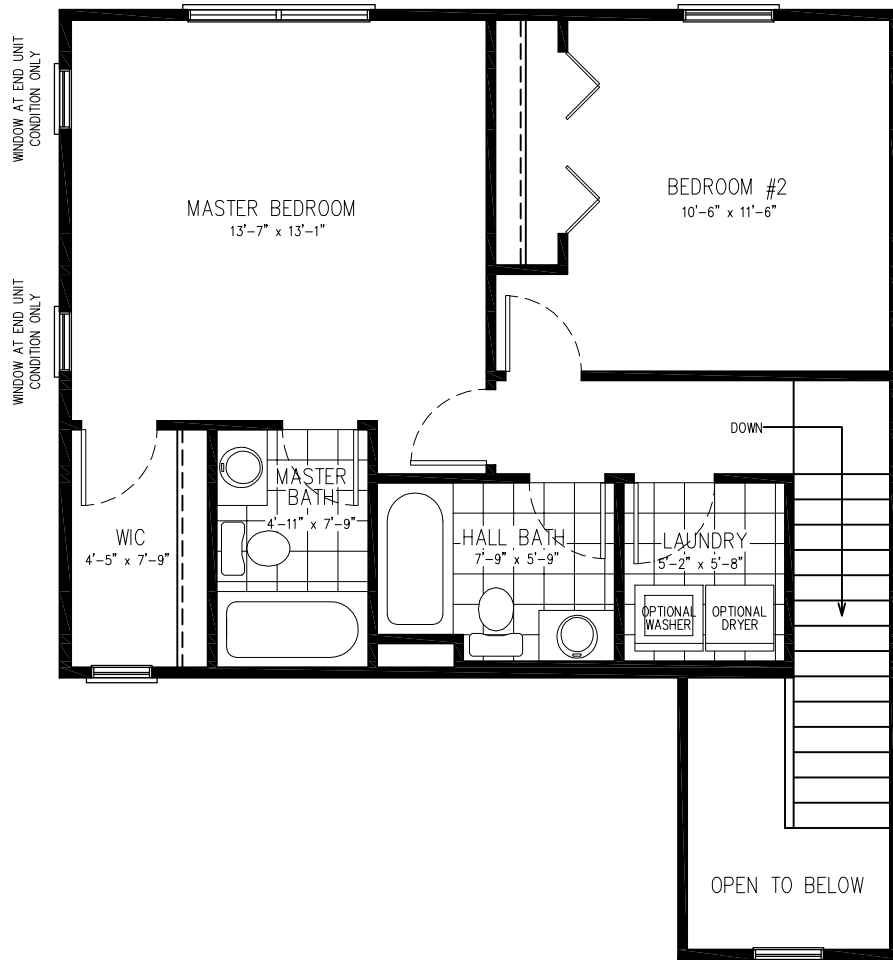 WINDOW AT END UNIT
CONDITION ONLY
MASTER BEDROOM
13'-7" x 13'-1"
BEDROOM #2
10'-6" x 11'-6"
WINDOW AT END UNIT
CONDITION ONLY
DOWN
MASTER
BATH
4'-11" x 7'-9"
WIC
4'-5" x 7'-9"
HALL BATH
7'-9" x 5'-9"
LAUNDRY
5'-2" x 5'-8"
OPTIONAL
WASHER
OPTIONAL
DRYER
OPEN TO BELOW